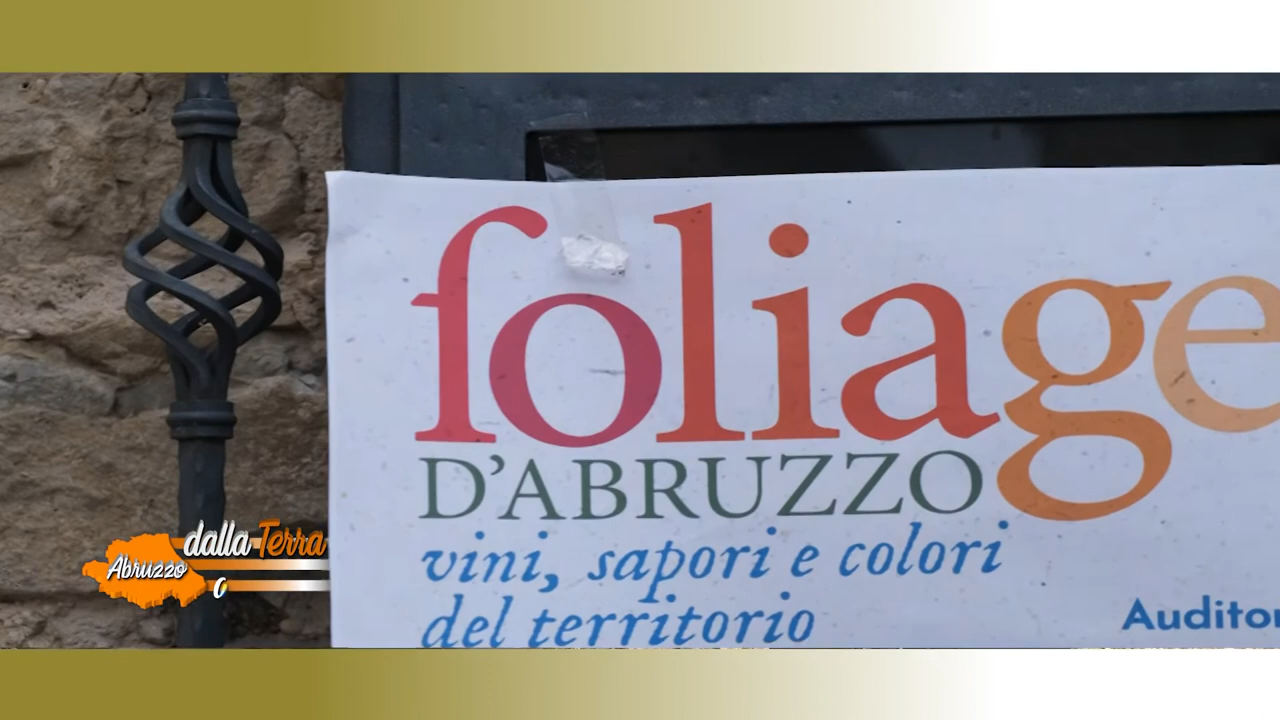 foliage
D'ABRUZZO
vini, sapori e colori
del territorio
dalla Terra
Abruzzo